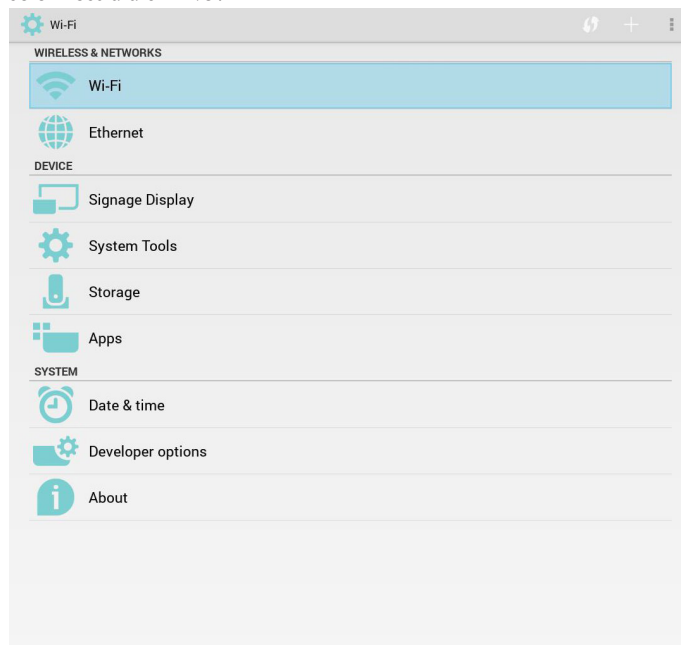 Wi-Fi
WIRELESS & NETWORKS
Wi-Fi
Ethernet
DEVICE
Signage Display
System Tools
Storage
Apps
SYSTEM
Date & time
Developer options
About